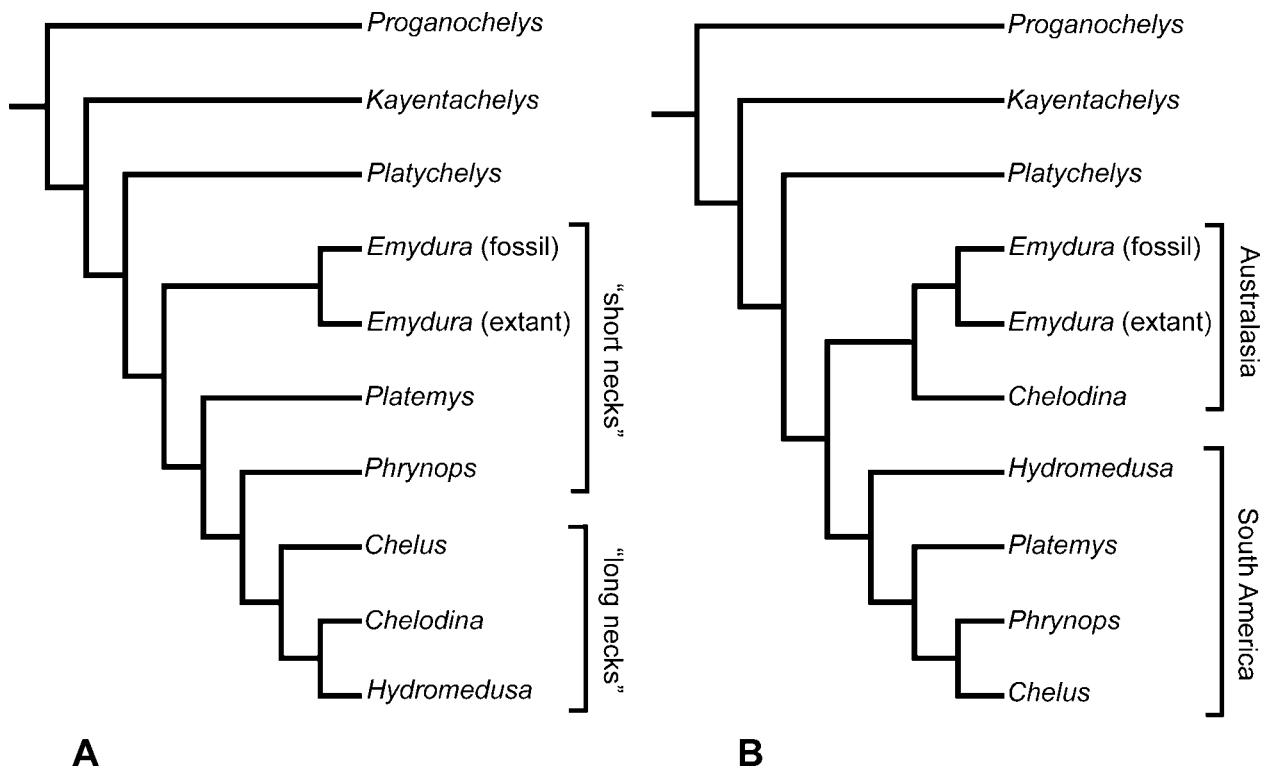 Proganochelys
Kayentachelys
Platychelys
Emydura (fossil)
Emydura (extant)
Platemys
Phrynops
Chelus
Chelodina
Hydromedusa
“short necks”
“long necks”
A
Proganochelys
Kayentachelys
Platychelys
Emydura (fossil)
Emydura (extant)
Chelodina
Hydromedusa
Platemys
Phrynops
Chelus
Australasia
South America
B